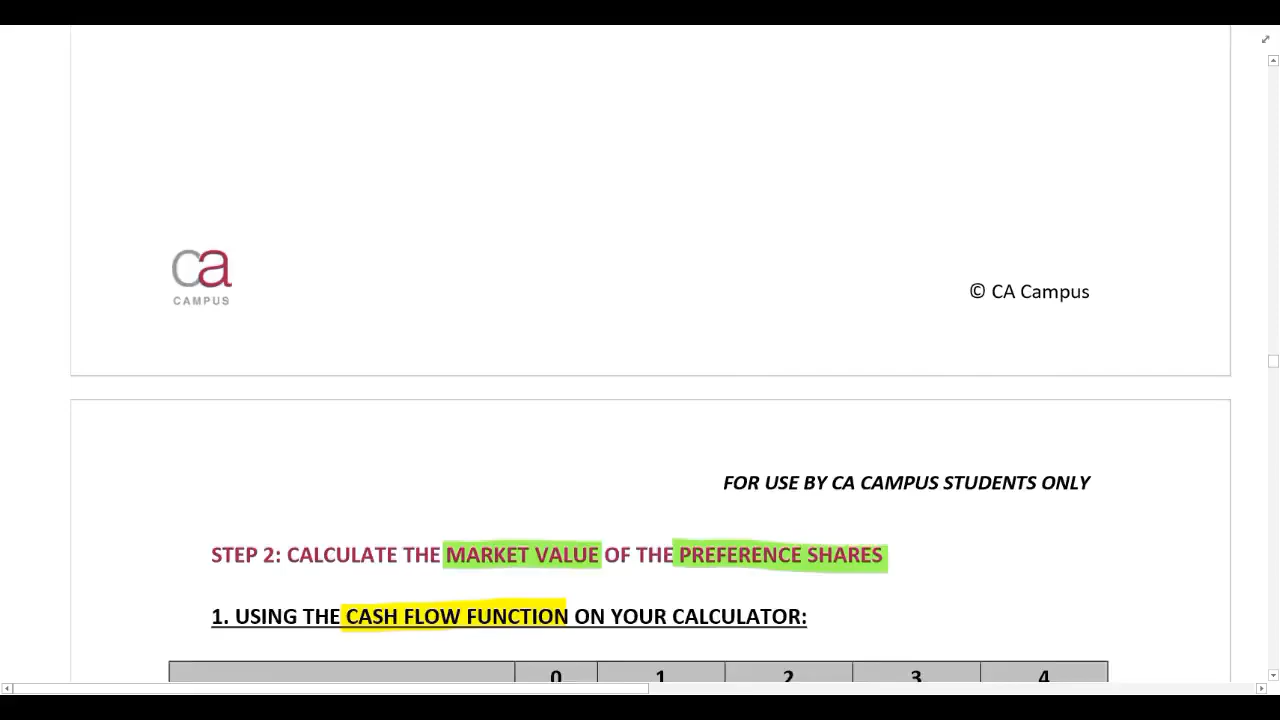 ca
CAMPUS
© CA Campus
FOR USE BY CA CAMPUS STUDENTS ONLY
STEP 2: CALCULATE THE MARKET VALUE OF THE PREFERENCE SHARES
1. USING THE CASH FLOW FUNCTION ON YOUR CALCULATOR:
0 1 2 3 4